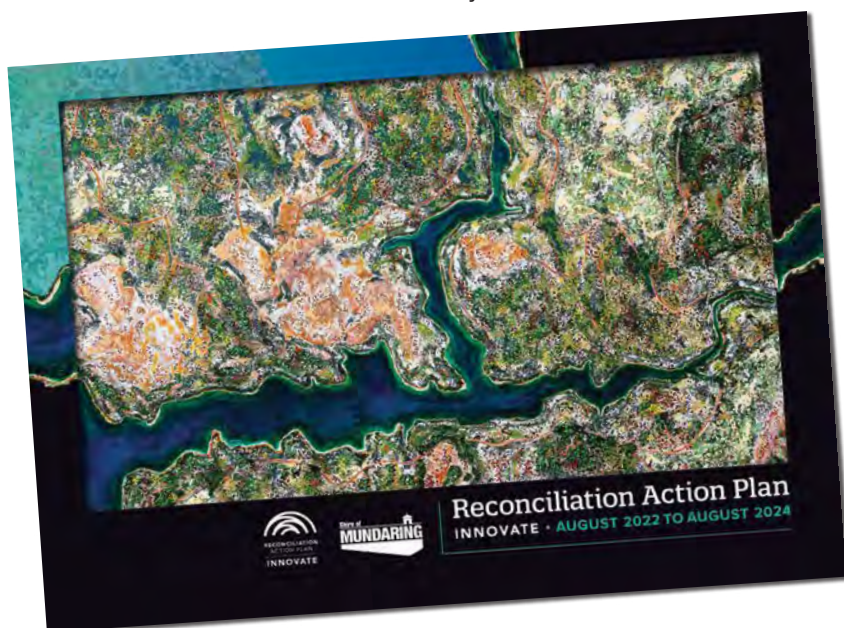 Reconciliation Action Plan
INNOVATE • AUGUST 2022 TO AUGUST 2024
RECONCILIATION
ACTION PLAN
INNOVATE
Shire of
MUNDARING